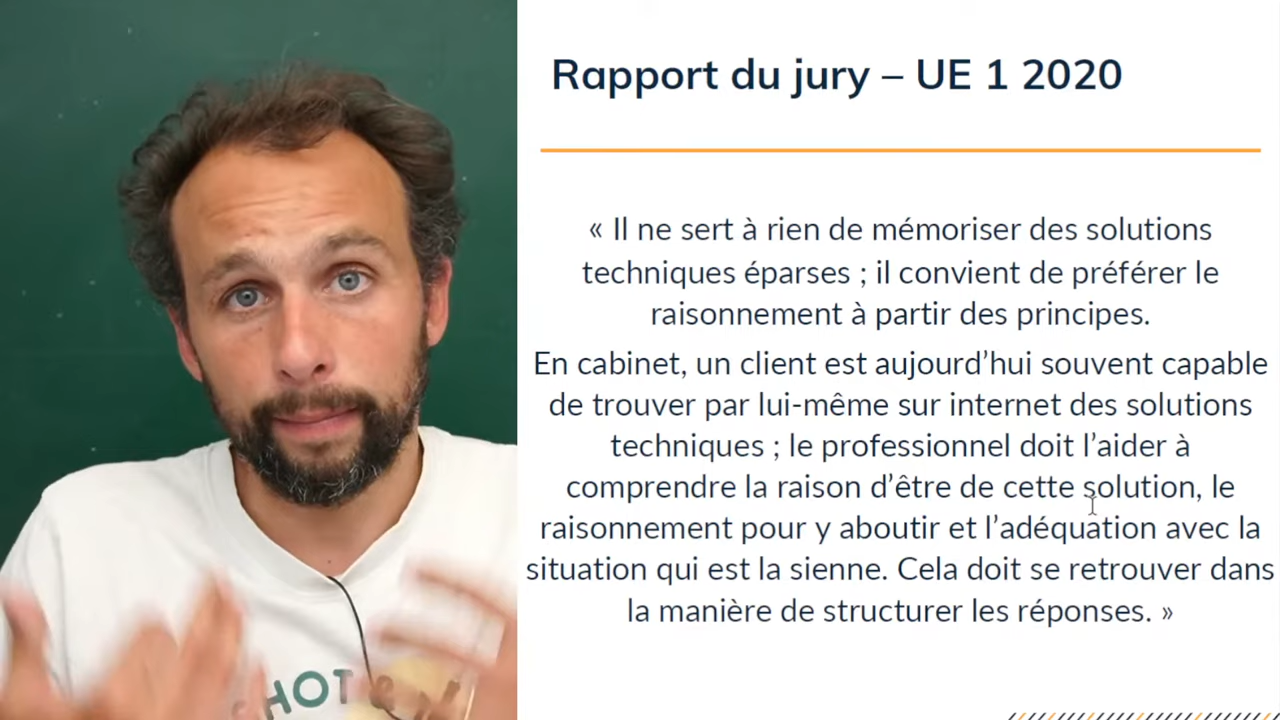 Rapport du jury – UE 1 2020
« Il ne sert à rien de mémoriser des solutions
techniques éparses ; il convient de préférer le
raisonnement à partir des principes.
En cabinet, un client est aujourd’hui souvent capable
de trouver par lui-même sur internet des solutions
techniques ; le professionnel doit l’aider à
comprendre la raison d’être de cette solution, le
raisonnement pour y aboutir et l’adéquation avec la
situation qui est la sienne. Cela doit se retrouver dans
la manière de structurer les réponses. »